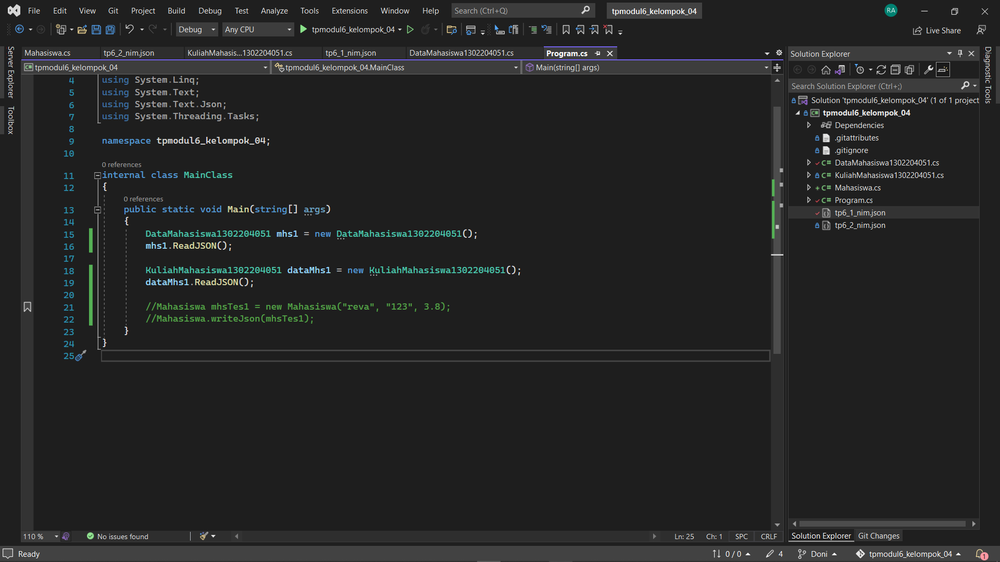 File Edit View Git Project Build Debug Test Analyze Tools Extensions Window Help Search (Ctrl+Q) tpmodul6_kelompok_04 RA
Debug Any CPU tpmodul6_kelompok_04 Live Share
Server Explorer
Toolbox
Mahasiswa.cs tp6_2_nim.json KuliahMahasis...1302204051.cs tp6_1_nim.json DataMahasiswa1302204051.cs Program.cs
C# tpmodul6_kelompok_04 tpmodul6_kelompok_04.MainClass Main(string[] args)
4 using System.Linq;
5 using System.Text;
6 using System.Text.Json;
7 using System.Threading.Tasks;
8
9 namespace tpmodul6_kelompok_04;
10
0 references
11 internal class MainClass
12 {
0 references
13 public static void Main(string[] args)
14 {
15 DataMahasiswa1302204051 mhs1 = new DataMahasiswa1302204051();
16 mhs1.ReadJSON();
17
18 KuliahMahasiswa1302204051 dataMhs1 = new KuliahMahasiswa1302204051();
19 dataMhs1.ReadJSON();
20
21 //Mahasiswa mhsTes1 = new Mahasiswa("reva", "123", 3.8);
22 //Mahasiswa.writeJson(mhsTes1);
23 }
24 }
25
110 % No issues found Ln: 25 Ch: 1 SPC CRLF
Solution Explorer
Search Solution Explorer (Ctrl+;)
Solution 'tpmodul6_kelompok_04' (1 of 1 project
C# tpmodul6_kelompok_04
Dependencies
.gitattributes
.gitignore
C# DataMahasiswa1302204051.cs
C# KuliahMahasiswa1302204051.cs
+ C# Mahasiswa.cs
C# Program.cs
tp6_1_nim.json
tp6_2_nim.json
Solution Explorer Git Changes
Diagnostic Tools
Ready 0 / 0 4 Doni tpmodul6_kelompok_04 1